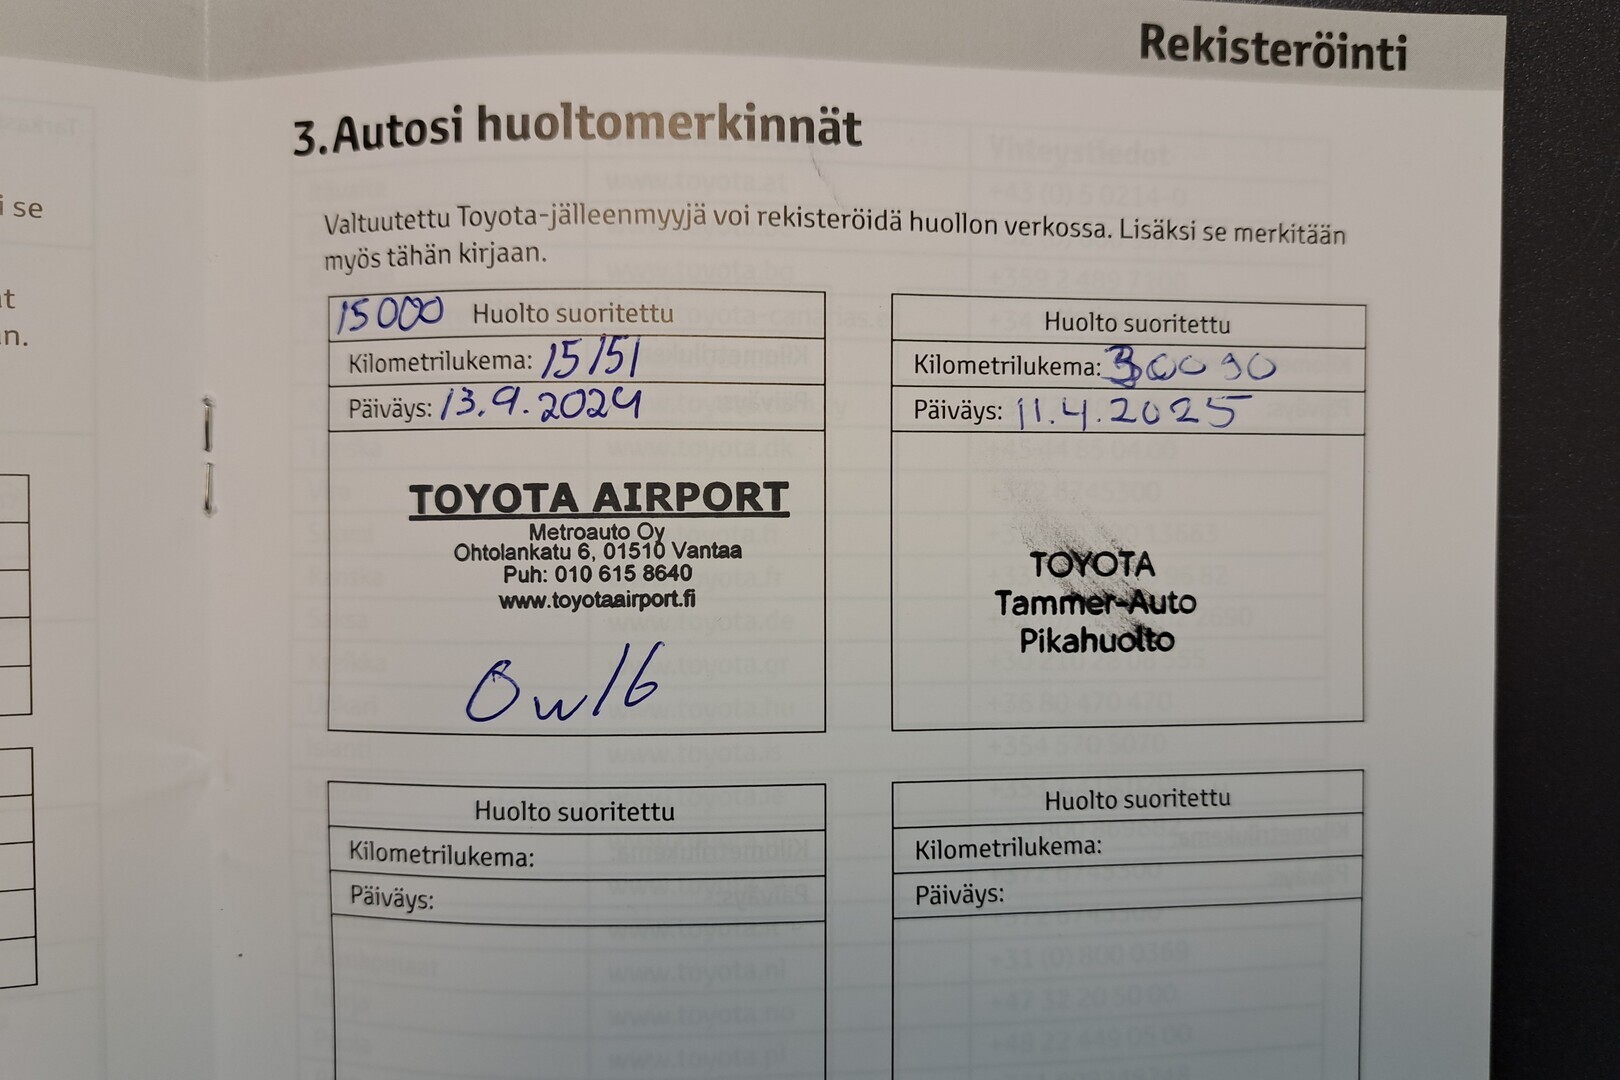 Rekisteröinti
3. Autosi huoltomerkinnät
i se
Valtuutettu Toyota-jälleenmyyjä voi rekisteröidä huollon verkossa. Lisäksi se merkitään
myös tähän kirjaan.
15000 Huolto suoritettu
Kilometrilukema: 15151
Päiväys: 13.9.2024
TOYOTA AIRPORT
Metroauto Oy
Ohtolankatu 6, 01510 Vantaa
Puh: 010 615 8640
www.toyotaairport.fi
0w16
Huolto suoritettu
Kilometrilukema: 30090
Päiväys: 11.4.2025
TOYOTA
Tammer-Auto
Pikahuolto
Huolto suoritettu
Kilometrilukema:
Päiväys:
Huolto suoritettu
Kilometrilukema:
Päiväys: